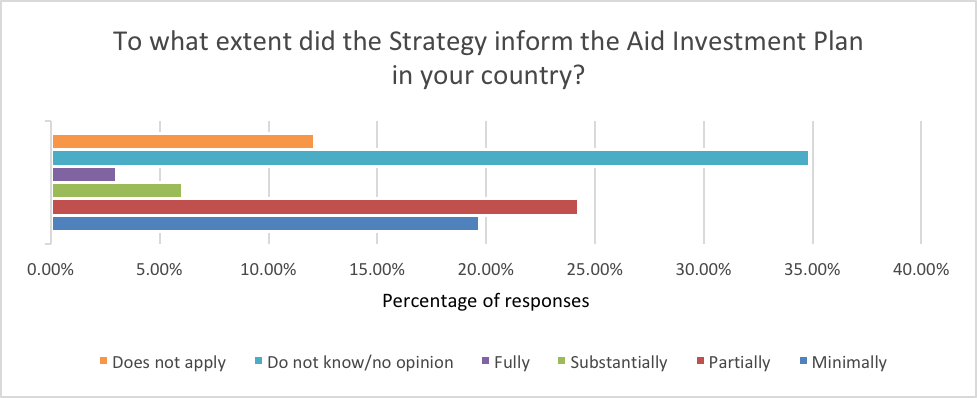 To what extent did the Strategy inform the Aid Investment Plan
in your country?
0.00% 5.00% 10.00% 15.00% 20.00% 25.00% 30.00% 35.00% 40.00%
Percentage of responses
Does not apply Do not know/no opinion Fully Substantially Partially Minimally